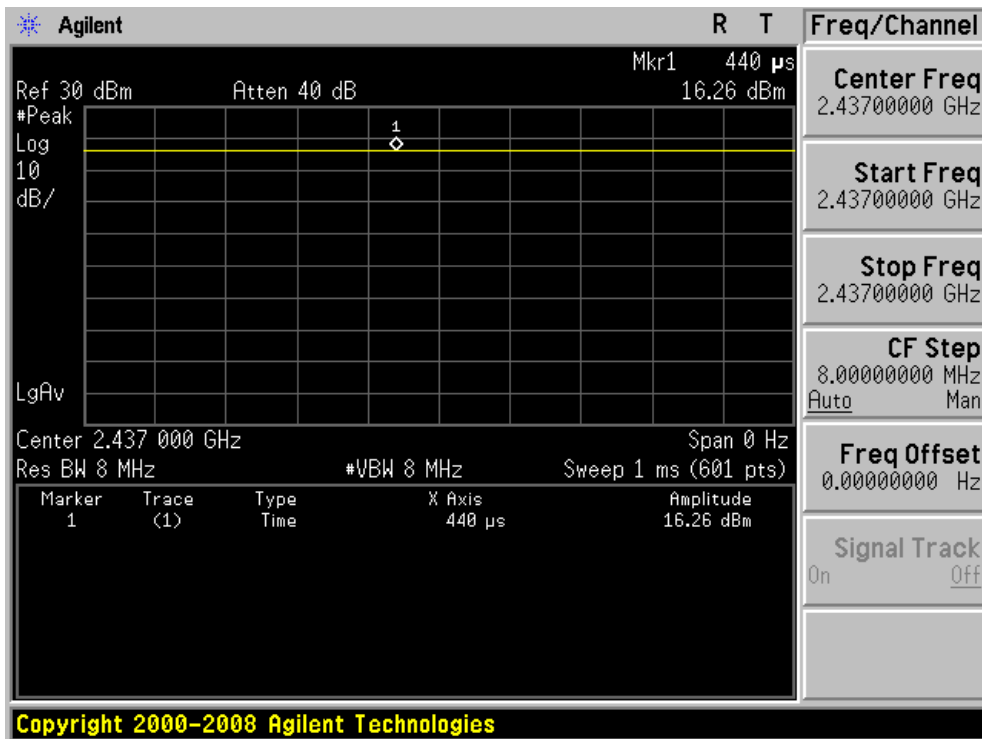 Agilent R T
Mkr1 440 µs
Ref 30 dBm Atten 40 dB 16.26 dBm
#Peak
Log
10
dB/
1
LgAv
Center 2.437 000 GHz Span 0 Hz
Res BW 8 MHz #VBW 8 MHz Sweep 1 ms (601 pts)
Marker Trace Type X Axis Amplitude
1 (1) Time 440 µs 16.26 dBm
Copyright 2000-2008 Agilent Technologies
Freq/Channel
Center Freq
2.43700000 GHz
Start Freq
2.43700000 GHz
Stop Freq
2.43700000 GHz
CF Step
8.00000000 MHz
Auto Man
Freq Offset
0.00000000 Hz
Signal Track
On Off